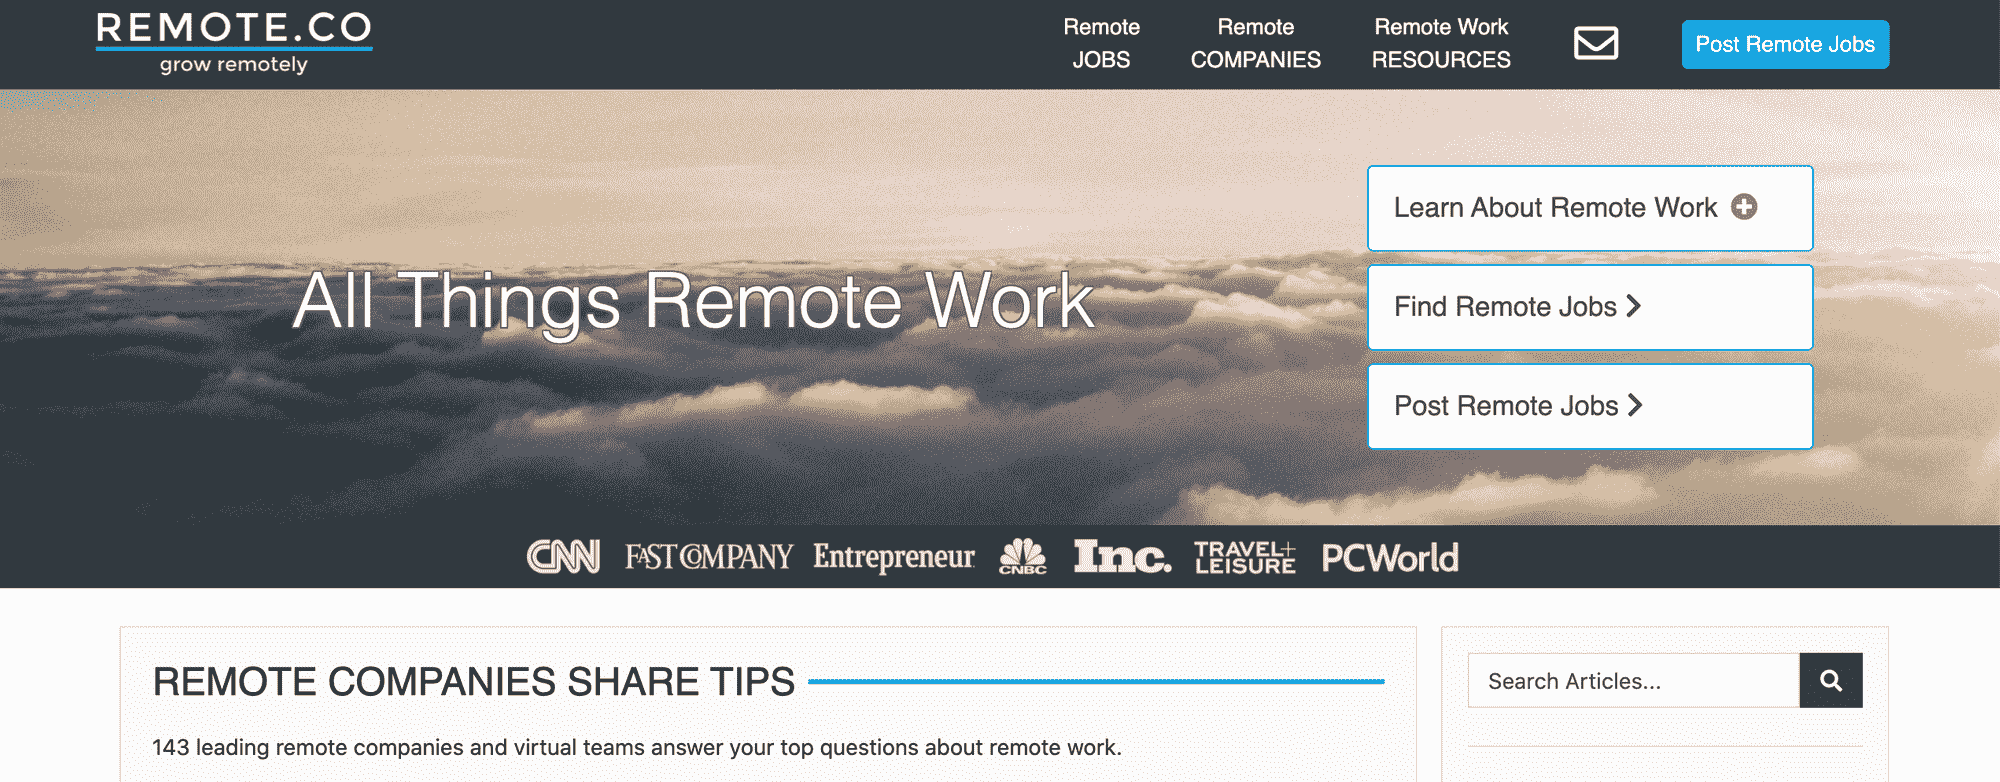 REMOTE.CO
grow remotely
Remote
JOBS
Remote
COMPANIES
Remote Work
RESOURCES
Post Remote Jobs
All Things Remote Work
Learn About Remote Work
Find Remote Jobs
Post Remote Jobs
CNN
FAST COMPANY
Entrepreneur
CNBC
Inc.
TRAVEL+
LEISURE
PCWorld
REMOTE COMPANIES SHARE TIPS
143 leading remote companies and virtual teams answer your top questions about remote work.
Search Articles...